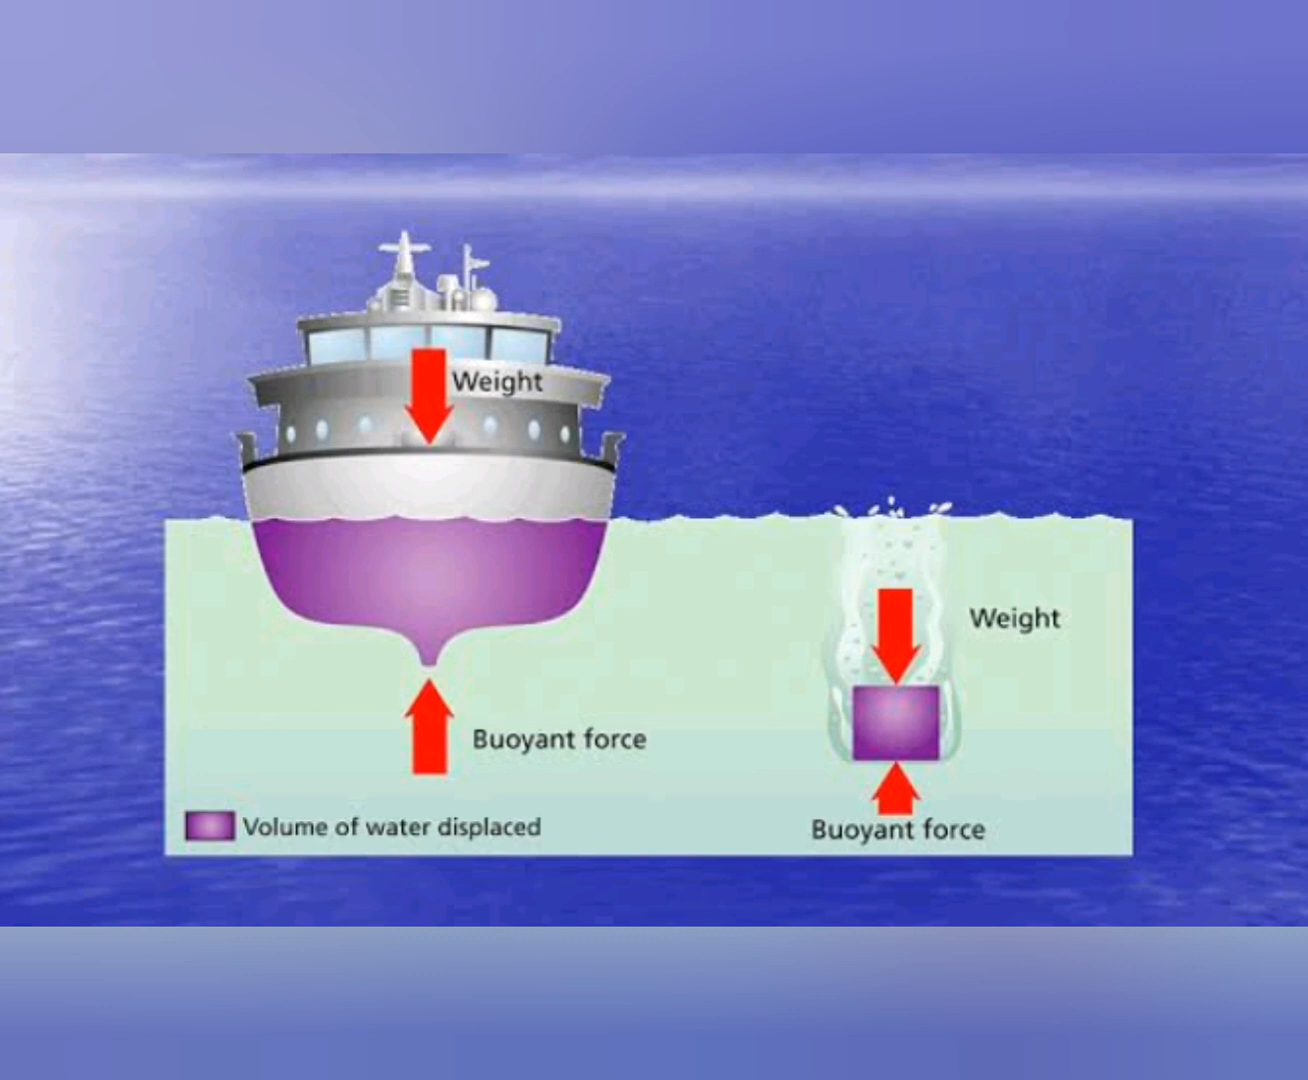 Weight
Weight
Buoyant force
Volume of water displaced
Buoyant force